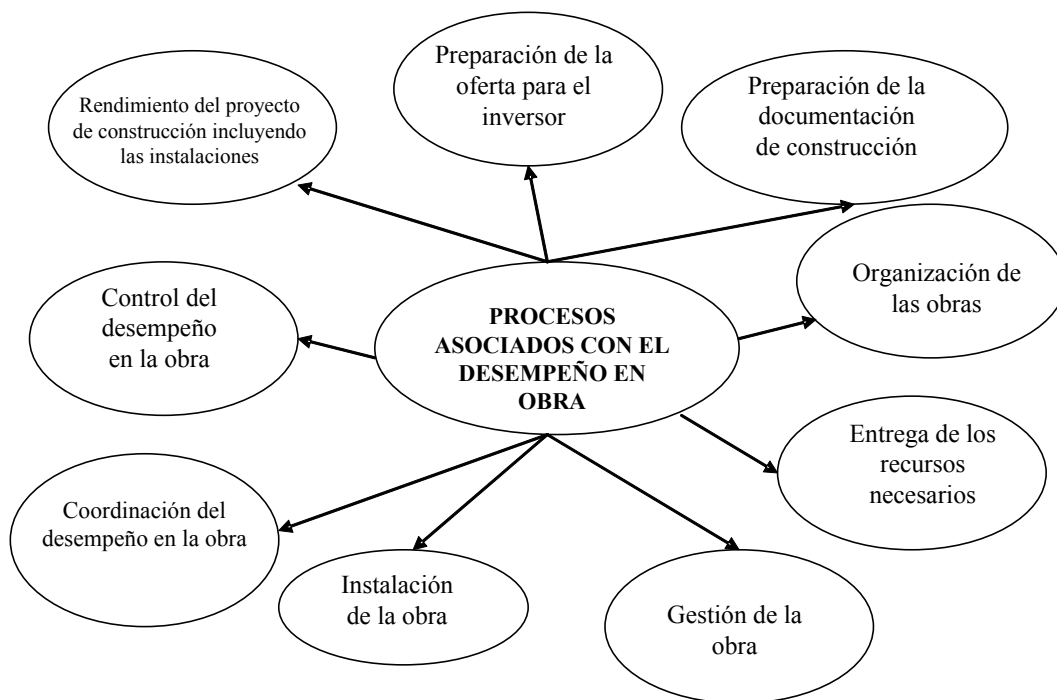 Preparación de la
oferta para el
inversor
Rendimiento del proyecto
de construcción incluyendo
las instalaciones
Preparación de la
documentación
de construcción
Organización de
las obras
Control del
desempeño
en la obra
PROCESOS
ASOCIADOS CON EL
DESEMPEÑO EN
OBRA
Entrega de los
recursos
necesarios
Coordinación del
desempeño en la obra
Instalación
de la obra
Gestión de la
obra